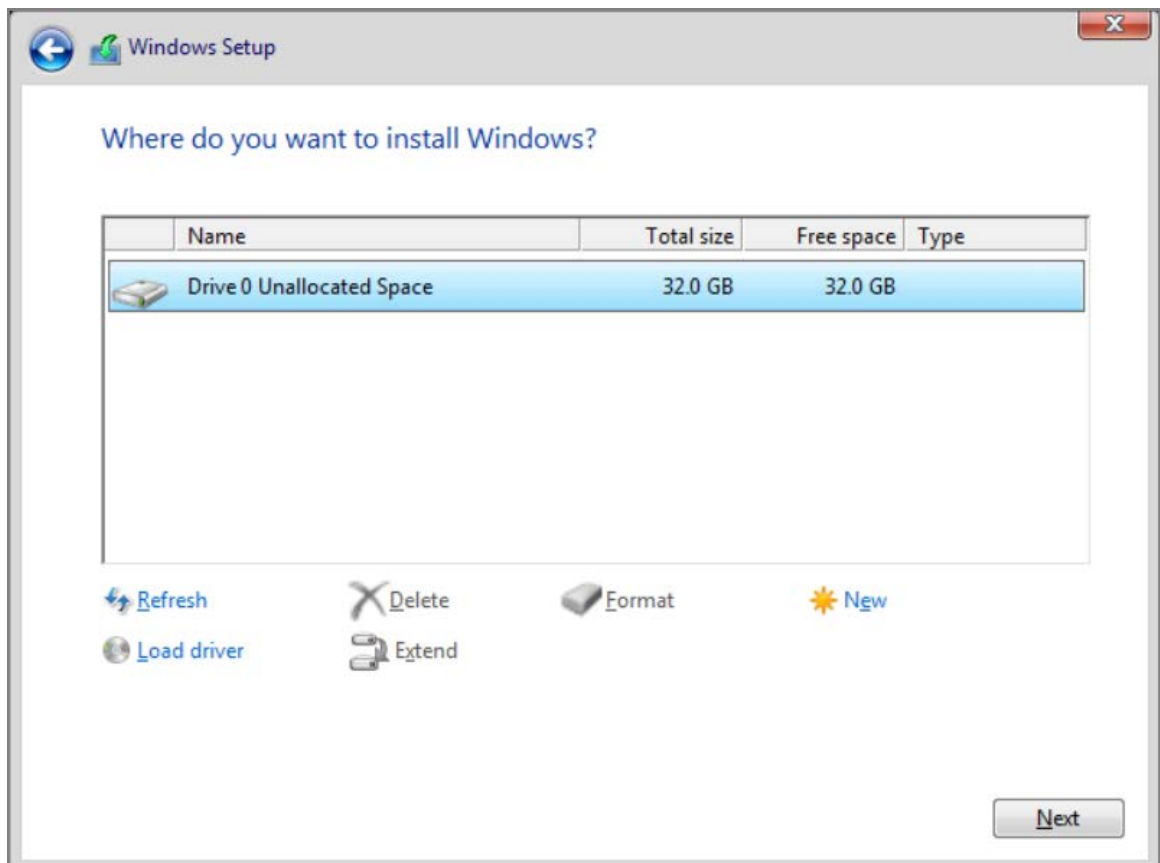 Windows Setup
Where do you want to install Windows?
Name Total size Free space Type
Drive 0 Unallocated Space 32.0 GB 32.0 GB
Refresh Delete Format New
Load driver Extend
Next